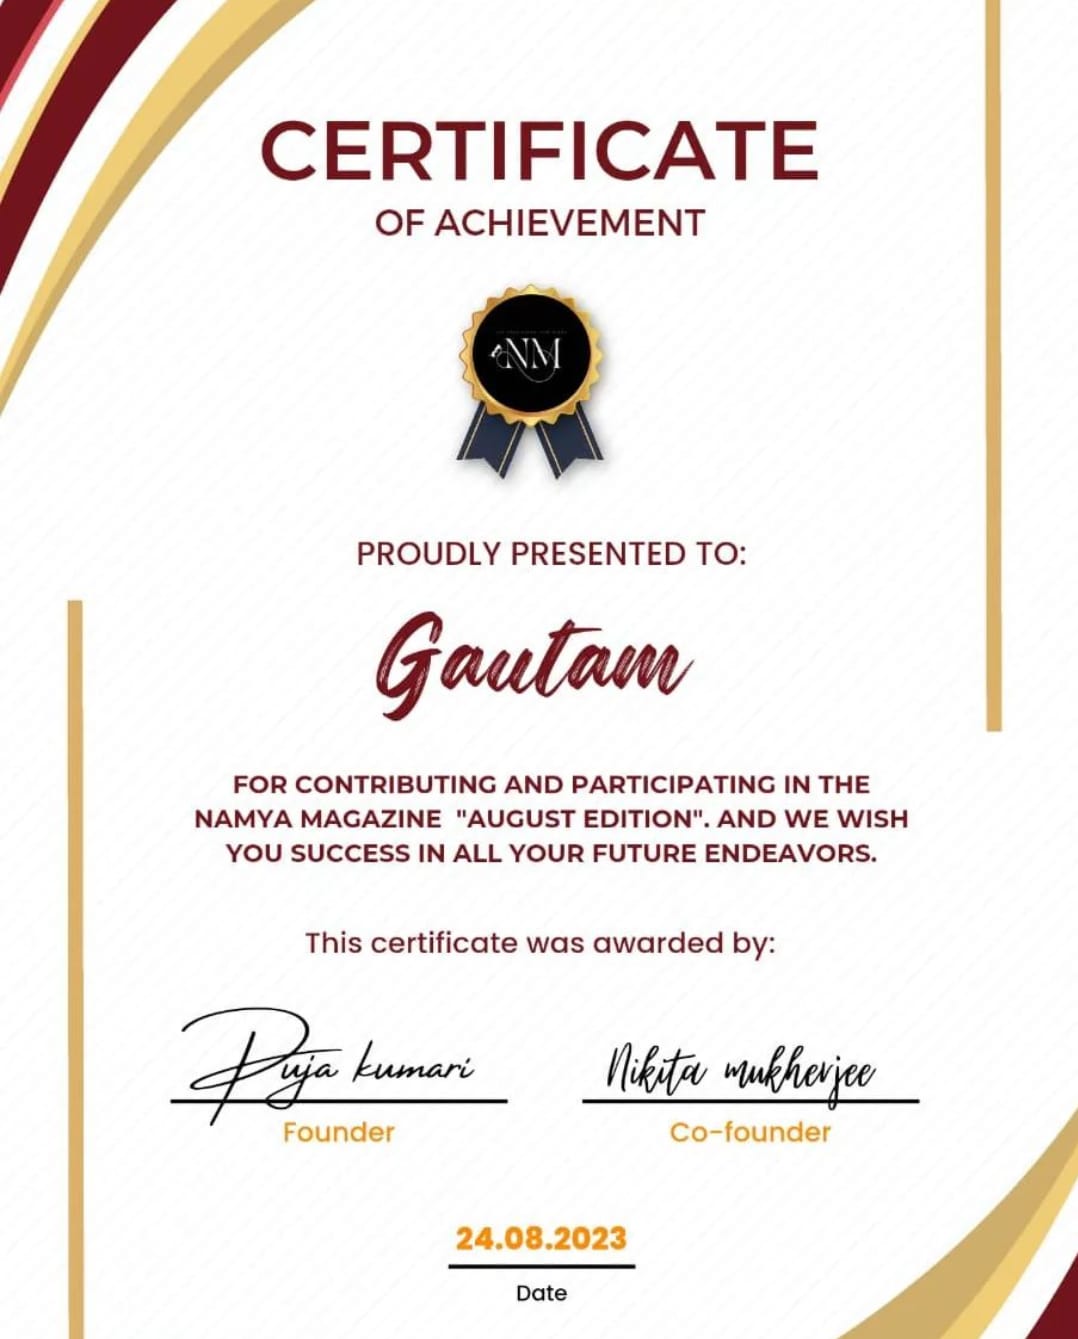 CERTIFICATE
OF ACHIEVEMENT
NM
PROUDLY PRESENTED TO:
Gautam
FOR CONTRIBUTING AND PARTICIPATING IN THE
NAMYA MAGAZINE "AUGUST EDITION". AND WE WISH
YOU SUCCESS IN ALL YOUR FUTURE ENDEAVORS.
This certificate was awarded by:
Puja kumari
Nikita mukherjee
Founder
Co-founder
24.08.2023
Date